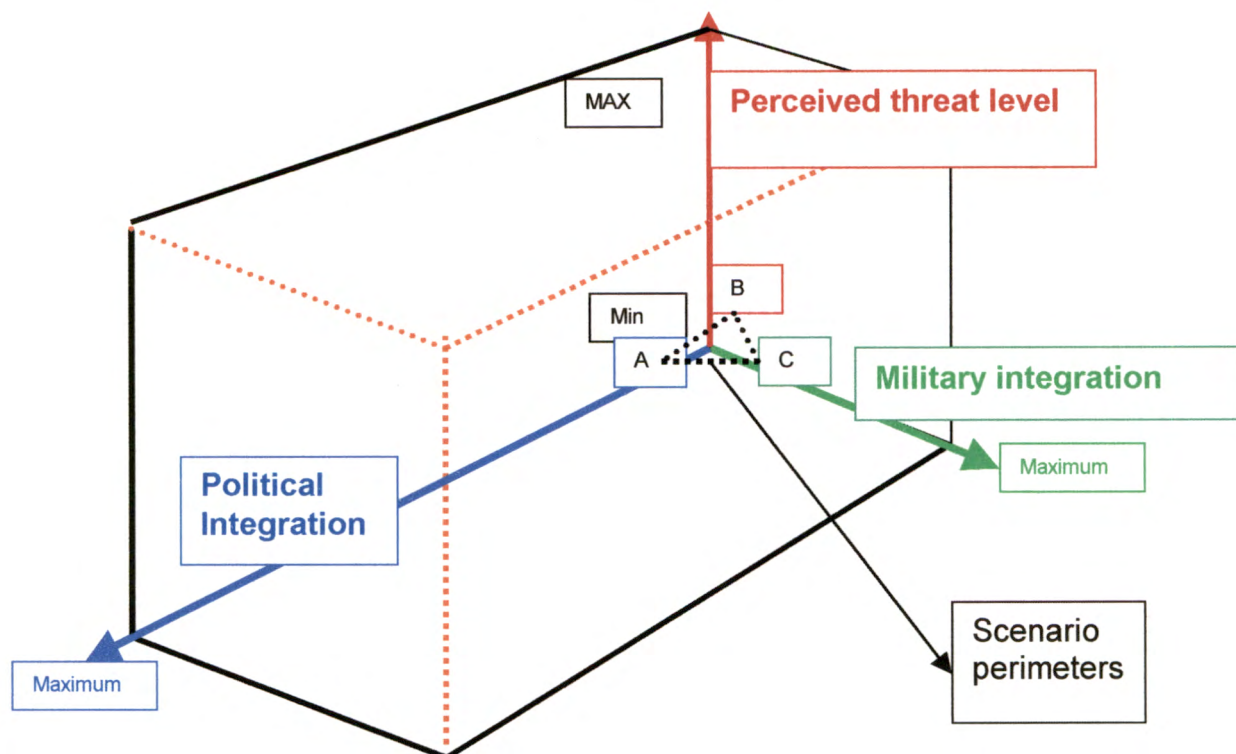 MAX
Perceived threat level
B
Min
A
C
Military integration
Maximum
Political
Integration
Scenario
perimeters
Maximum